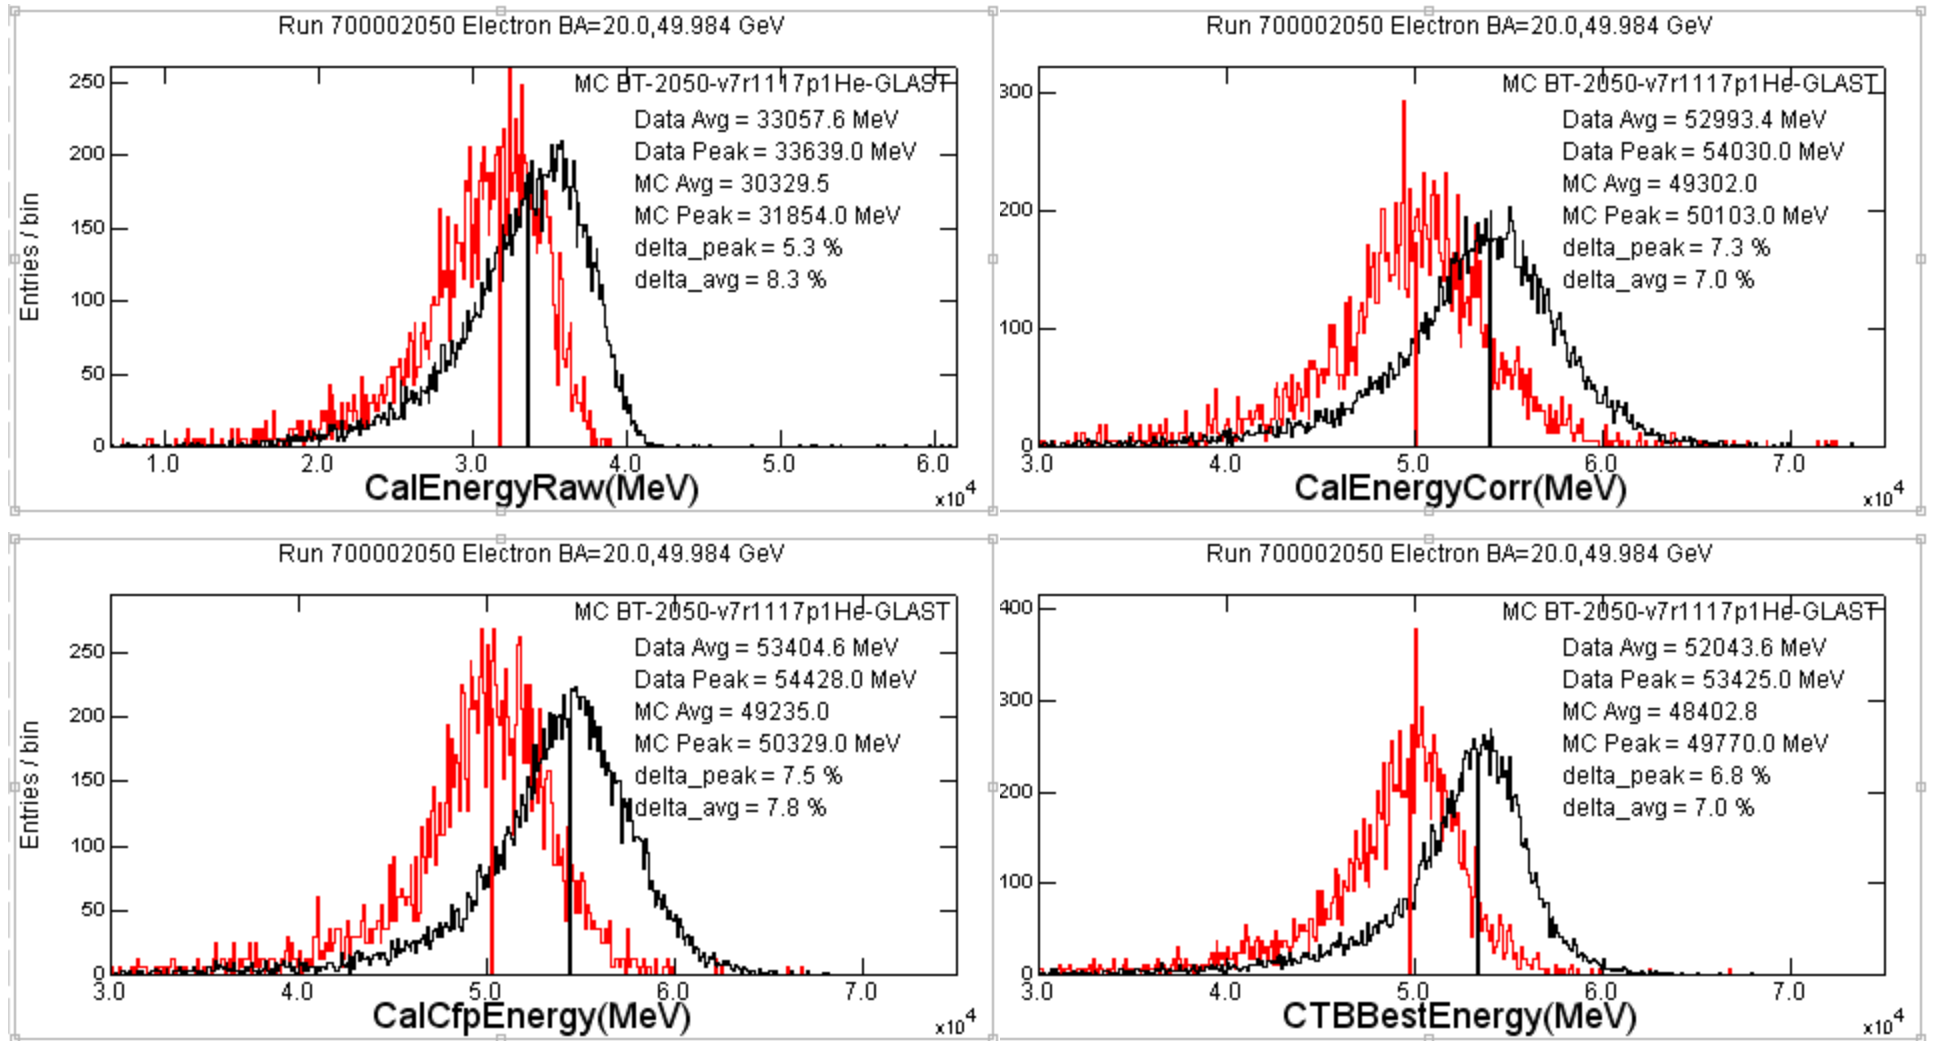 Run 700002050 Electron BA=20.0,49.984 GeV
MC BT-2050-v7r1117p1He-GLAST
Data Avg = 33057.6 MeV
Data Peak = 33639.0 MeV
MC Avg = 30329.5
MC Peak = 31854.0 MeV
delta_peak = 5.3 %
delta_avg = 8.3 %
Entries / bin
250
200
150
100
50
0
1.0 2.0 3.0 4.0 5.0 6.0
CalEnergyRaw(MeV)
x10^4
Run 700002050 Electron BA=20.0,49.984 GeV
MC BT-2050-v7r1117p1He-GLAST
Data Avg = 52993.4 MeV
Data Peak = 54030.0 MeV
MC Avg = 49302.0
MC Peak = 50103.0 MeV
delta_peak = 7.3 %
delta_avg = 7.0 %
300
200
100
0
3.0 4.0 5.0 6.0 7.0
CalEnergyCorr(MeV)
x10^4
Run 700002050 Electron BA=20.0,49.984 GeV
MC BT-2050-v7r1117p1He-GLAST
Data Avg = 53404.6 MeV
Data Peak = 54428.0 MeV
MC Avg = 49235.0
MC Peak = 50329.0 MeV
delta_peak = 7.5 %
delta_avg = 7.8 %
Entries / bin
250
200
150
100
50
0
3.0 4.0 5.0 6.0 7.0
CalCfpEnergy(MeV)
x10^4
Run 700002050 Electron BA=20.0,49.984 GeV
MC BT-2050-v7r1117p1He-GLAST
Data Avg = 52043.6 MeV
Data Peak = 53425.0 MeV
MC Avg = 48402.8
MC Peak = 49770.0 MeV
delta_peak = 6.8 %
delta_avg = 7.0 %
400
300
200
100
0
3.0 4.0 5.0 6.0 7.0
CTBBestEnergy(MeV)
x10^4